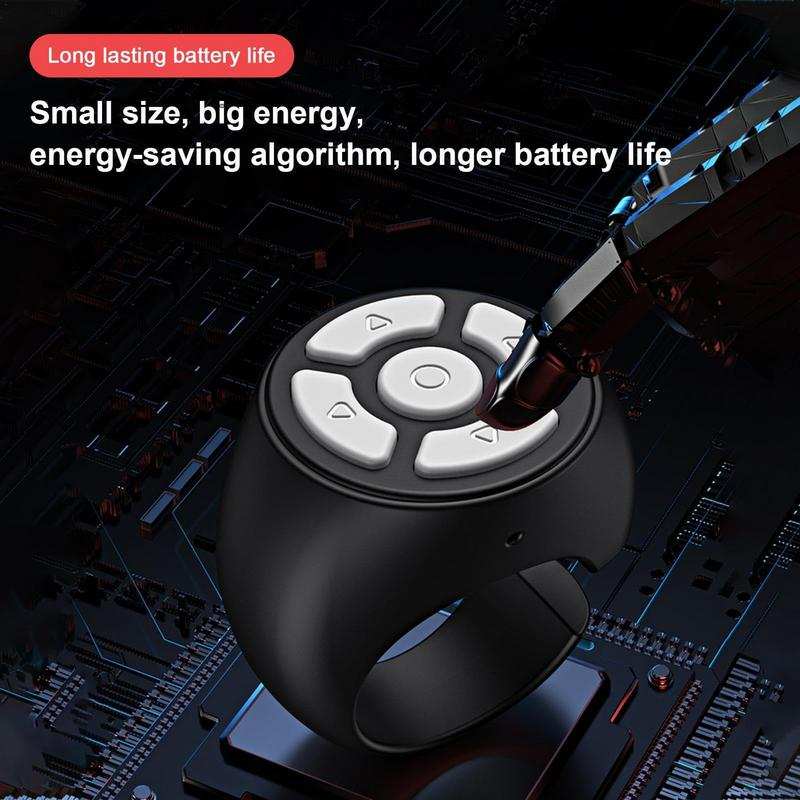 Long lasting battery life
Small size, big energy,
energy-saving algorithm, longer battery life